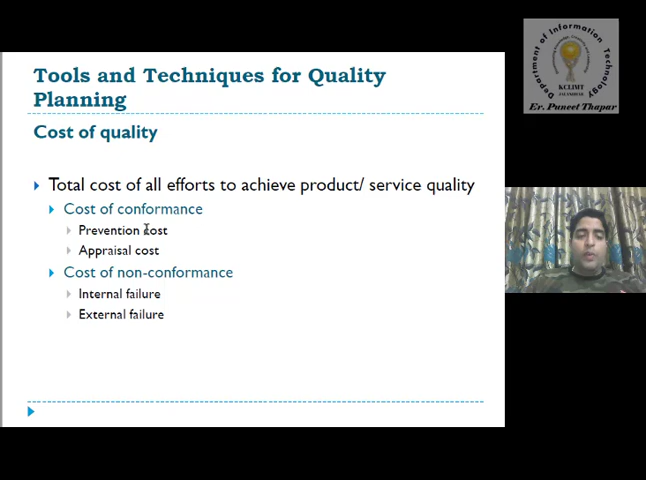 Tools and Techniques for Quality
Planning
Cost of quality
Total cost of all efforts to achieve product/ service quality
Cost of conformance
Prevention cost
Appraisal cost
Cost of non-conformance
Internal failure
External failure
Department of Information Technology
KCLIMT
JALANDHAR
Er. Puneet Thapar